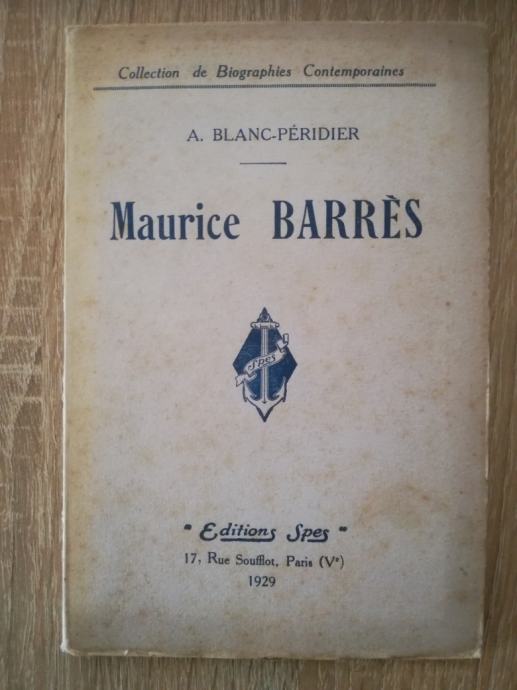 Collection de Biographies Contemporaines
A. BLANC-PÉRIDIER
Maurice BARRÈS
Spes
" Editions Spes "
17, Rue Soufflot, Paris (Ve)
1929